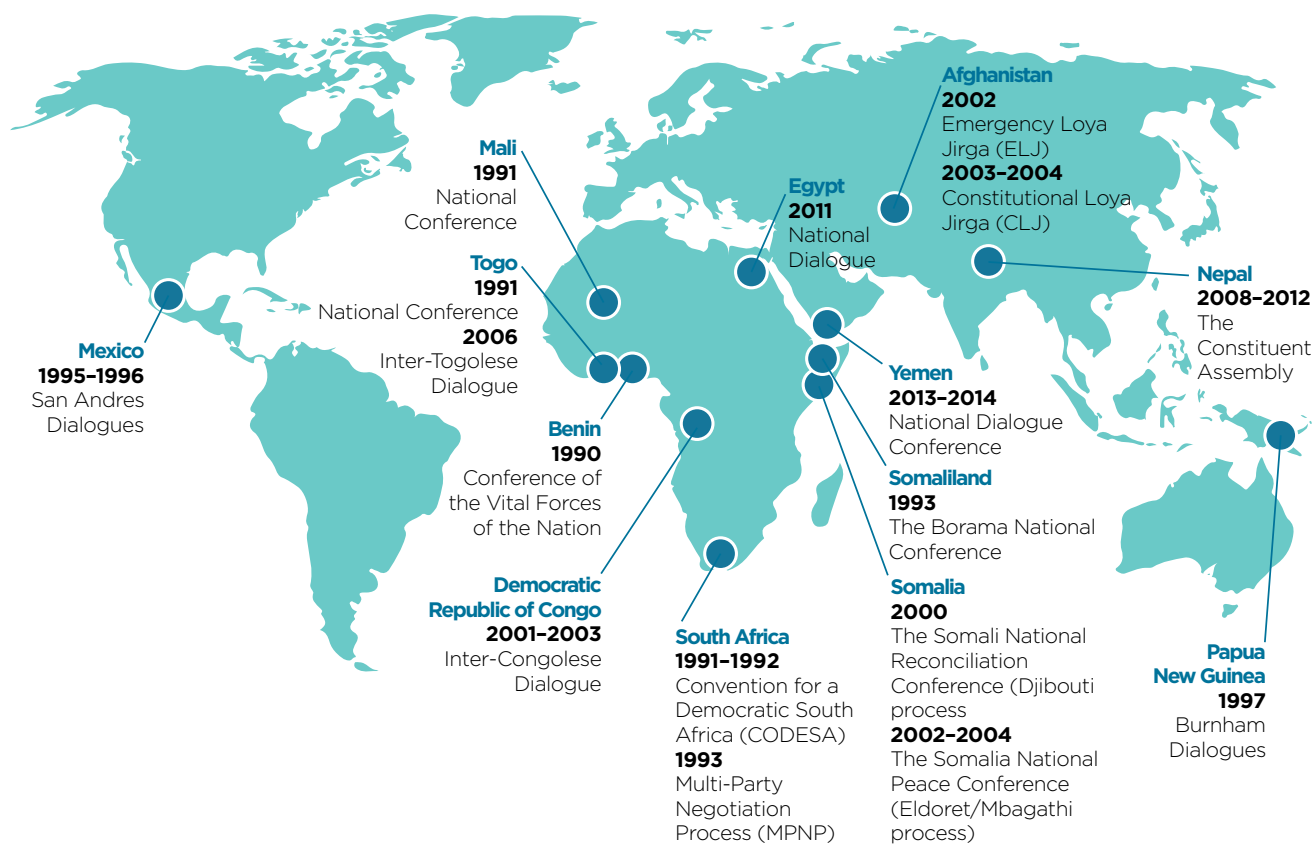 Afghanistan
2002
Emergency Loya
Jirga (ELJ)
2003–2004
Constitutional Loya
Jirga (CLJ)
Mali
1991
National
Conference
Egypt
2011
National
Dialogue
Togo
1991
National Conference
2006
Inter-Togolese
Dialogue
Nepal
2008–2012
The
Constituent
Assembly
Mexico
1995–1996
San Andres
Dialogues
Yemen
2013–2014
National Dialogue
Conference
Benin
1990
Conference of
the Vital Forces
of the Nation
Somaliland
1993
The Borama National
Conference
Democratic
Republic of Congo
2001–2003
Inter-Congolese
Dialogue
South Africa
1991–1992
Convention for a
Democratic South
Africa (CODESA)
1993
Multi-Party
Negotiation
Process (MPNP)
Somalia
2000
The Somali National
Reconciliation
Conference (Djibouti
process
2002–2004
The Somalia National
Peace Conference
(Eldoret/Mbagathi
process)
Papua
New Guinea
1997
Burnham
Dialogues